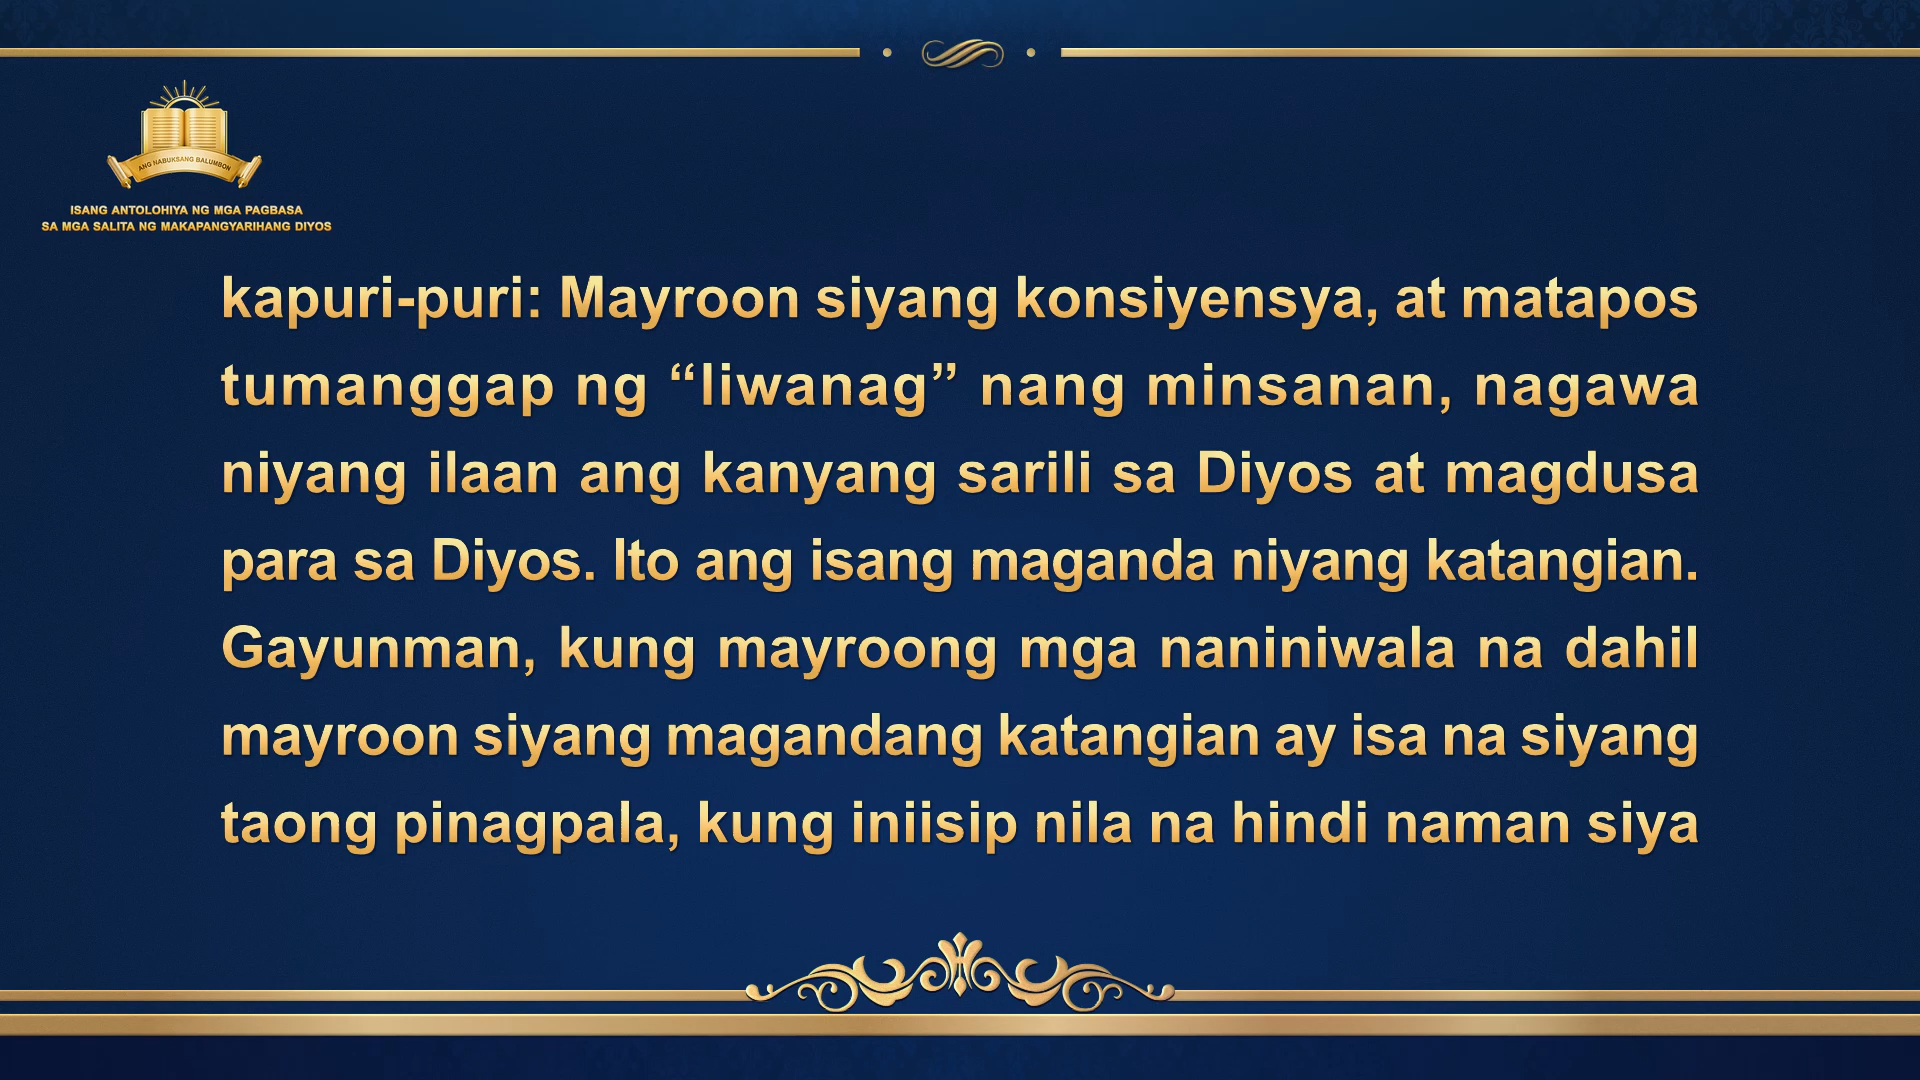 ANG NABUKSANG BALUMBON
ISANG ANTOLOHIYA NG MGA PAGBASA
SA MGA SALITA NG MAKAPANGYARIHANG DIYOS
kapuri-puri: Mayroon siyang konsiyensya, at matapos
tumanggap ng “liwanag” nang minsanan, nagawa
niyang ilaan ang kanyang sarili sa Diyos at magdusa
para sa Diyos. Ito ang isang maganda niyang katangian.
Gayunman, kung mayroong mga naniniwala na dahil
mayroon siyang magandang katangian ay isa na siyang
taong pinagpala, kung iniisip nila na hindi naman siya